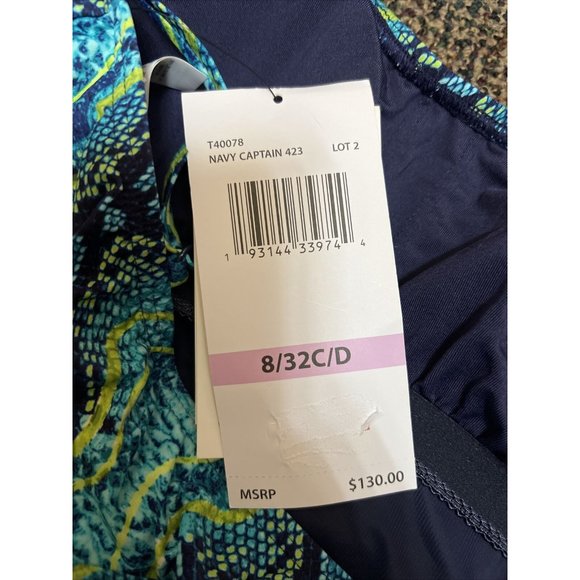 T40078
NAVY CAPTAIN 423 LOT 2
1 93144 33974 4
8/32C/D
MSRP $130.00